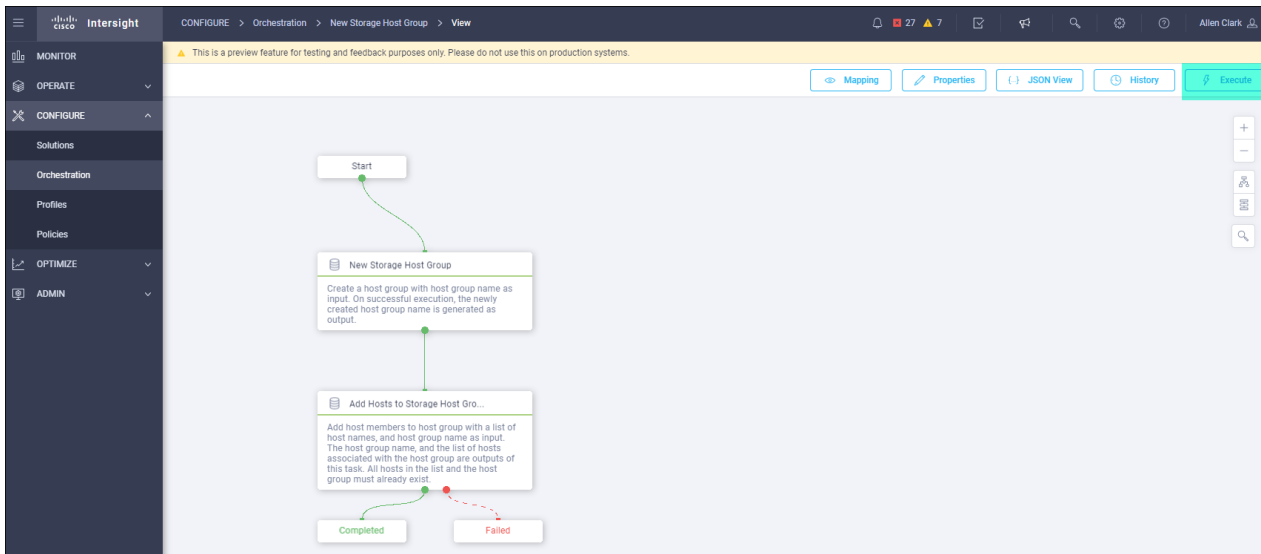 cisco Intersight
CONFIGURE > Orchestration > New Storage Host Group > View
27 7
Allen Clark
MONITOR
OPERATE
CONFIGURE
Solutions
Orchestration
Profiles
Policies
OPTIMIZE
ADMIN
This is a preview feature for testing and feedback purposes only. Please do not use this on production systems.
Mapping
Properties
{..} JSON View
History
Execute
Start
New Storage Host Group
Create a host group with host group name as
input. On successful execution, the newly
created host group name is generated as
output.
Add Hosts to Storage Host Gro...
Add host members to host group with a list of
host names, and host group name as input.
The host group name, and the list of hosts
associated with the host group are outputs of
this task. All hosts in the list and the host
group must already exist.
Completed
Failed